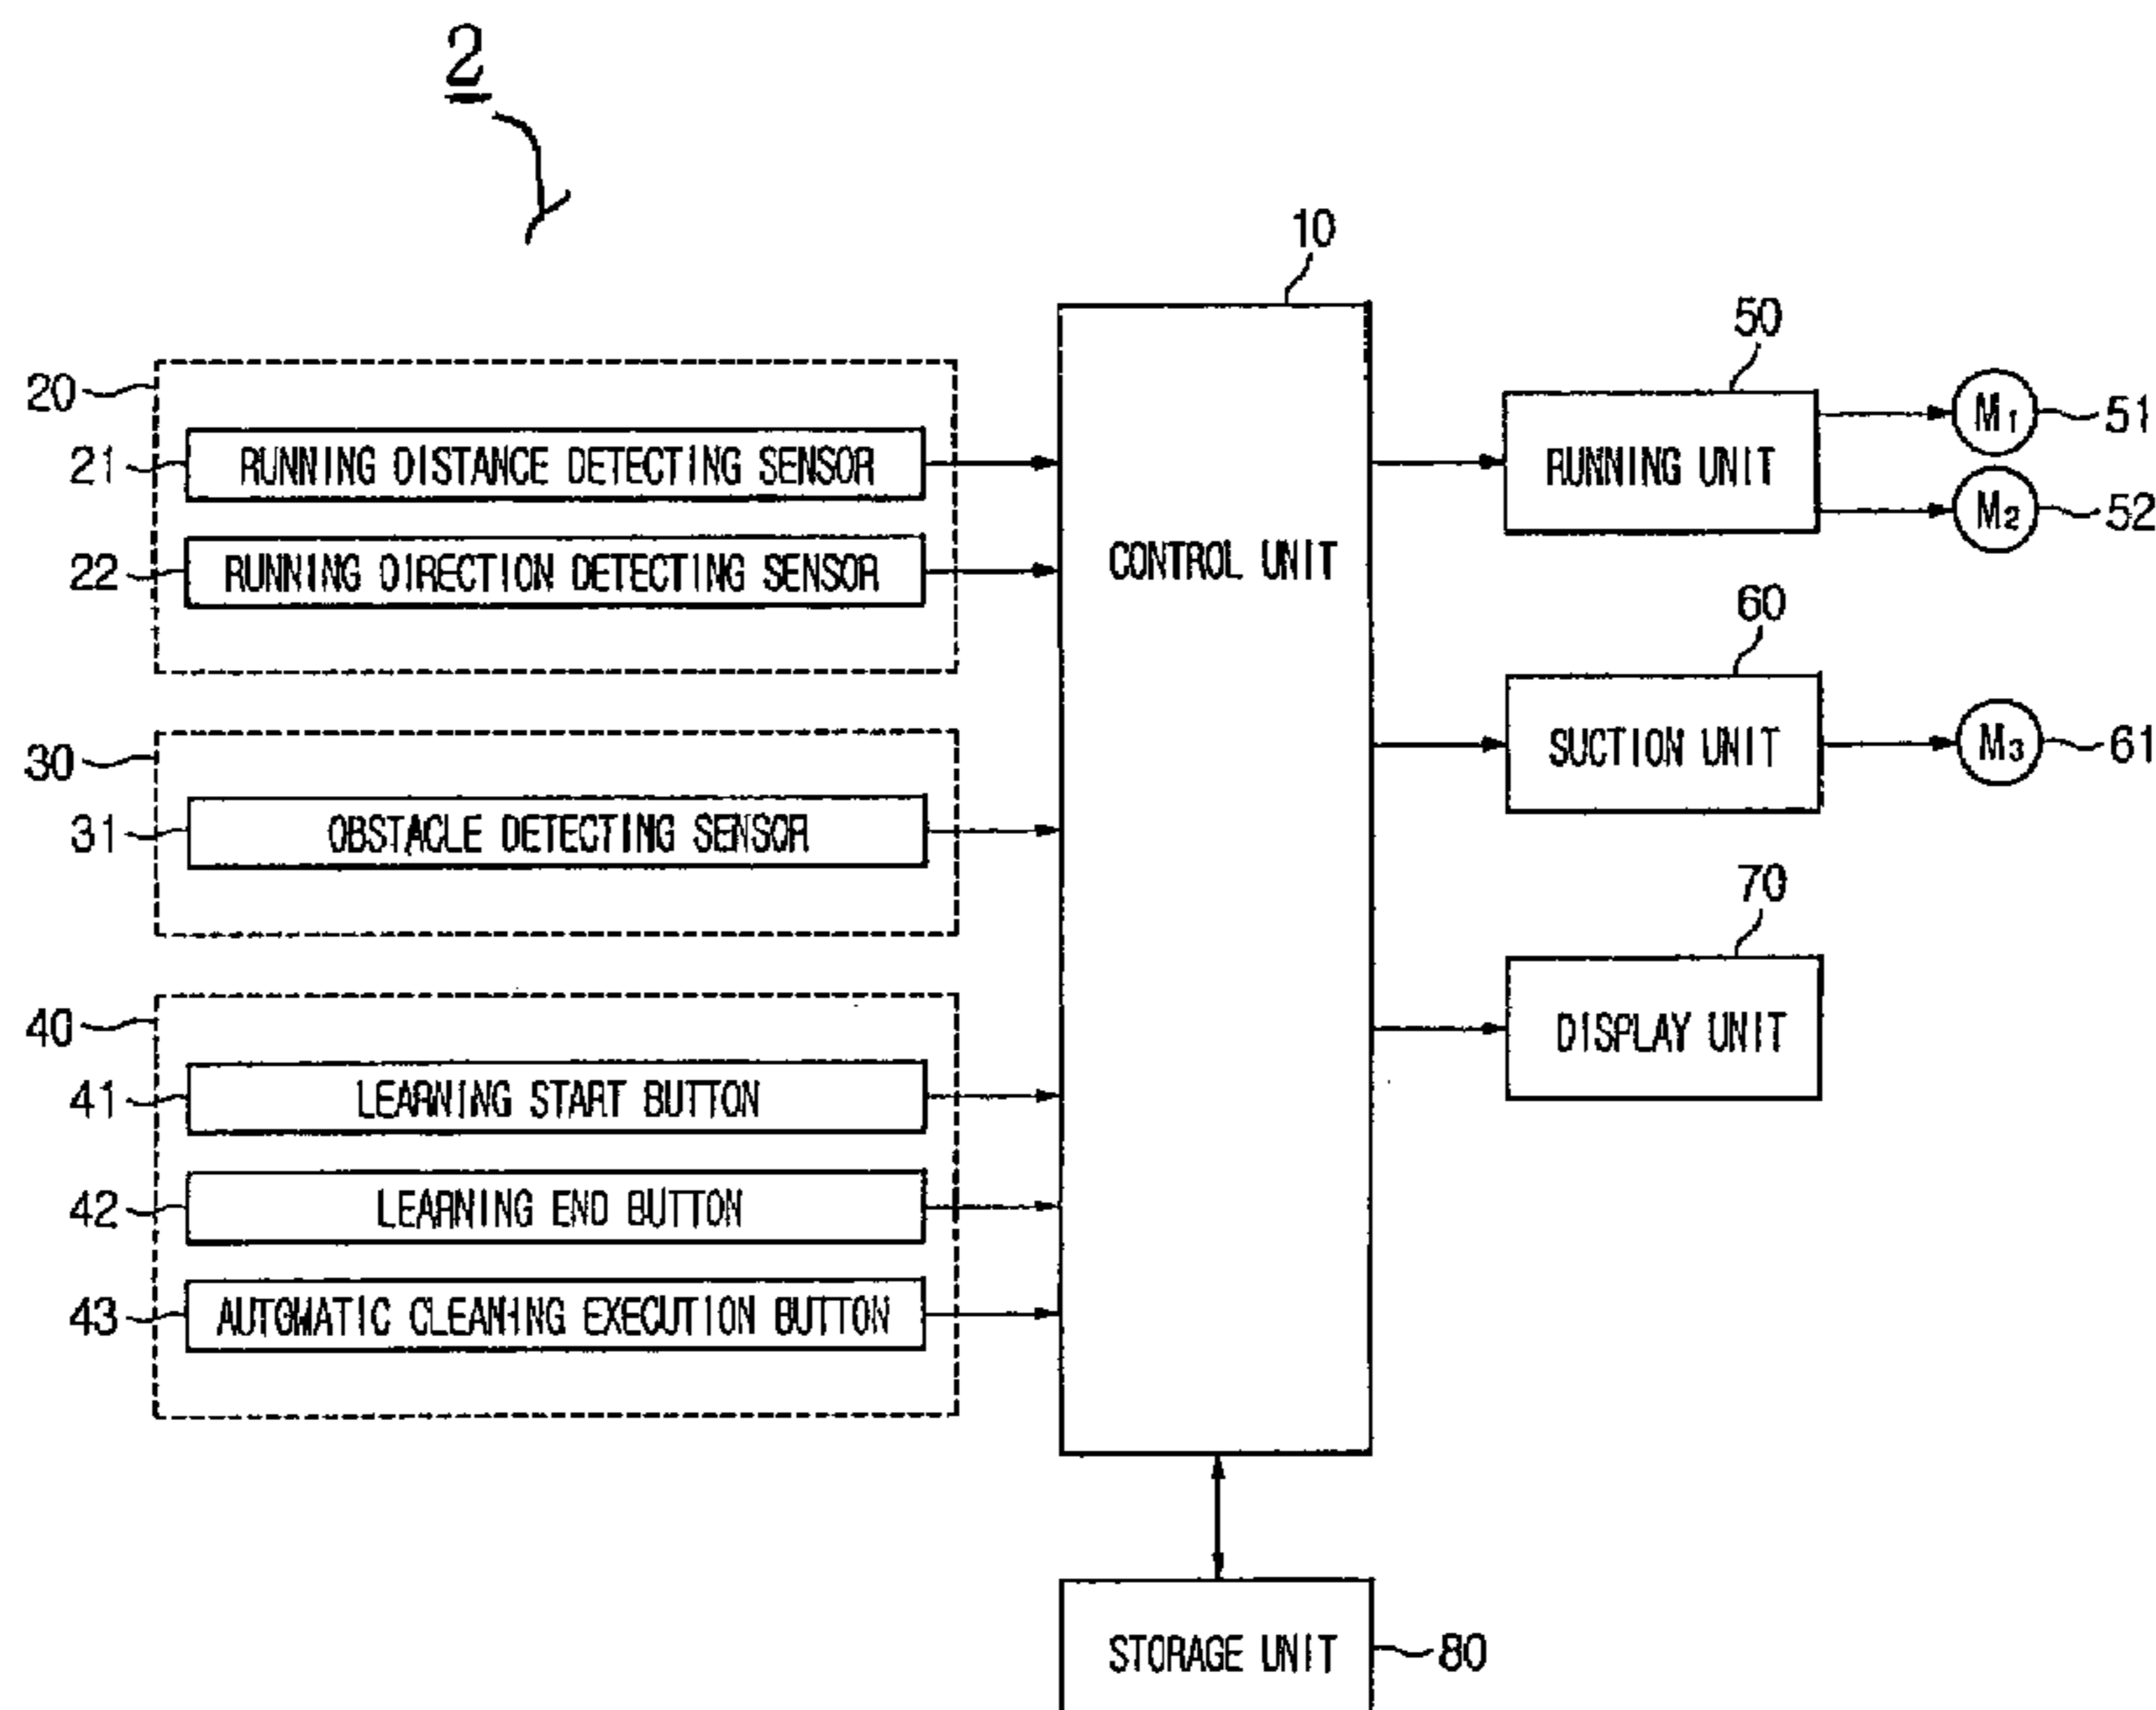 2
10
20
21 RUNNING DISTANCE DETECTING SENSOR
22 RUNNING DIRECTION DETECTING SENSOR
30
31 OBSTACLE DETECTING SENSOR
40
41 LEARNING START BUTTON
42 LEARNING END BUTTON
43 AUTOMATIC CLEANING EXECUTION BUTTON
CONTROL UNIT
50
RUNNING UNIT
M1 51
M2 52
60
SUCTION UNIT
M3 61
70
DISPLAY UNIT
STORAGE UNIT 80